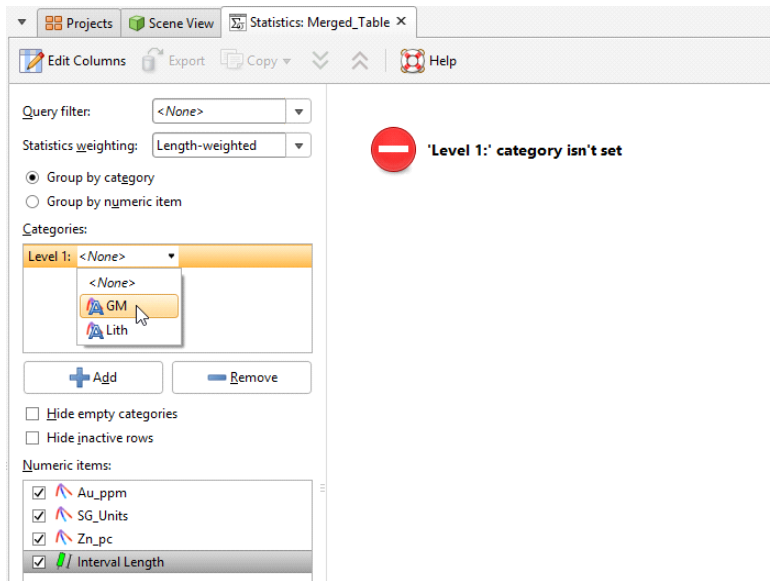 Projects Scene View Statistics: Merged_Table
Edit Columns Export Copy Help
Query filter: <None>
Statistics weighting: Length-weighted
'Level 1:' category isn't set
Group by category
Group by numeric item
Categories:
Level 1: <None>
<None>
GM
Lith
Add Remove
Hide empty categories
Hide inactive rows
Numeric items:
Au_ppm
SG_Units
Zn_pc
Interval Length